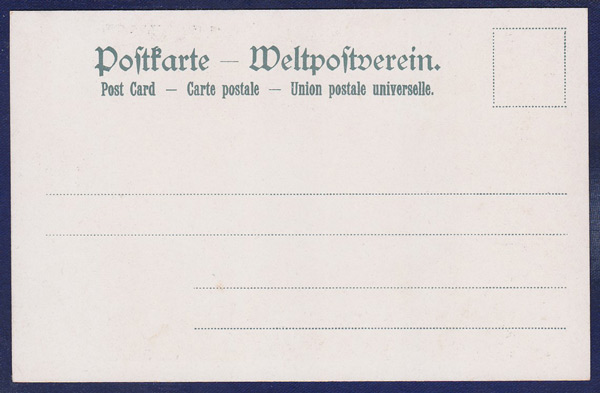 Poſtkarte — Weltpoſtverein.
Post Card — Carte postale — Union postale universelle.